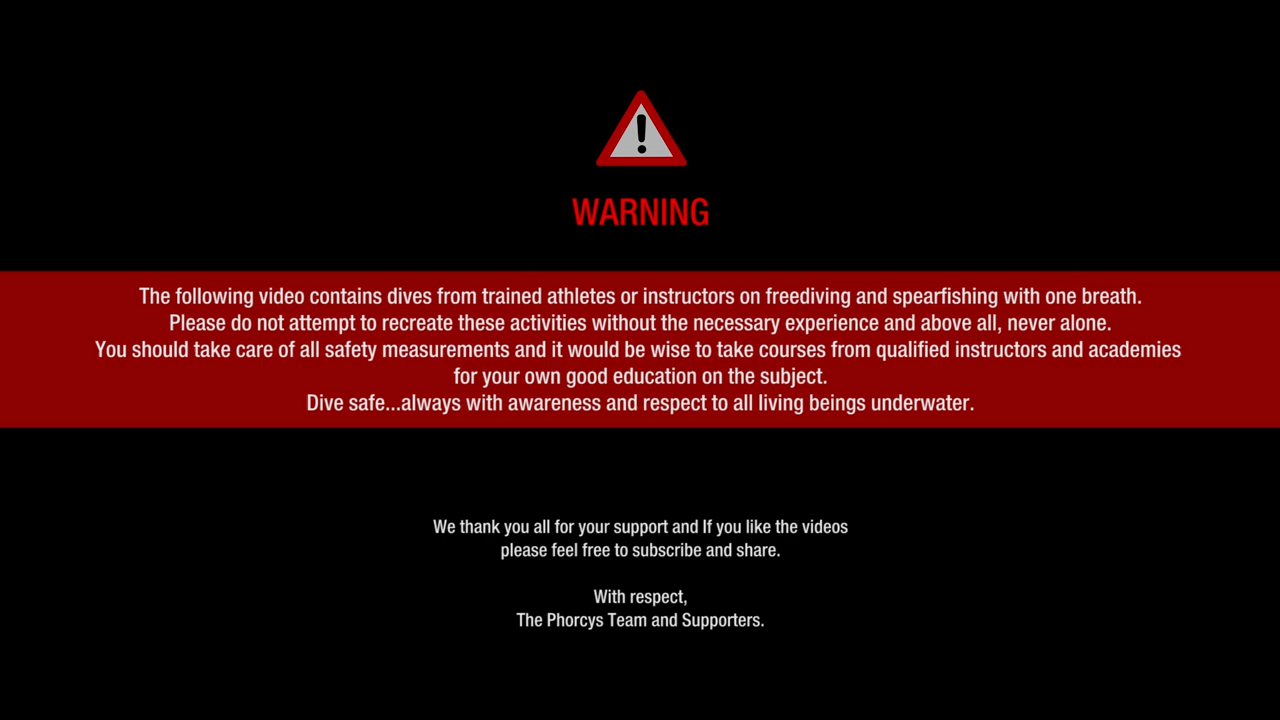 WARNING
The following video contains dives from trained athletes or instructors on freediving and spearfishing with one breath.
Please do not attempt to recreate these activities without the necessary experience and above all, never alone.
You should take care of all safety measurements and it would be wise to take courses from qualified instructors and academies
for your own good education on the subject.
Dive safe...always with awareness and respect to all living beings underwater.
We thank you all for your support and If you like the videos
please feel free to subscribe and share.
With respect,
The Phorcys Team and Supporters.